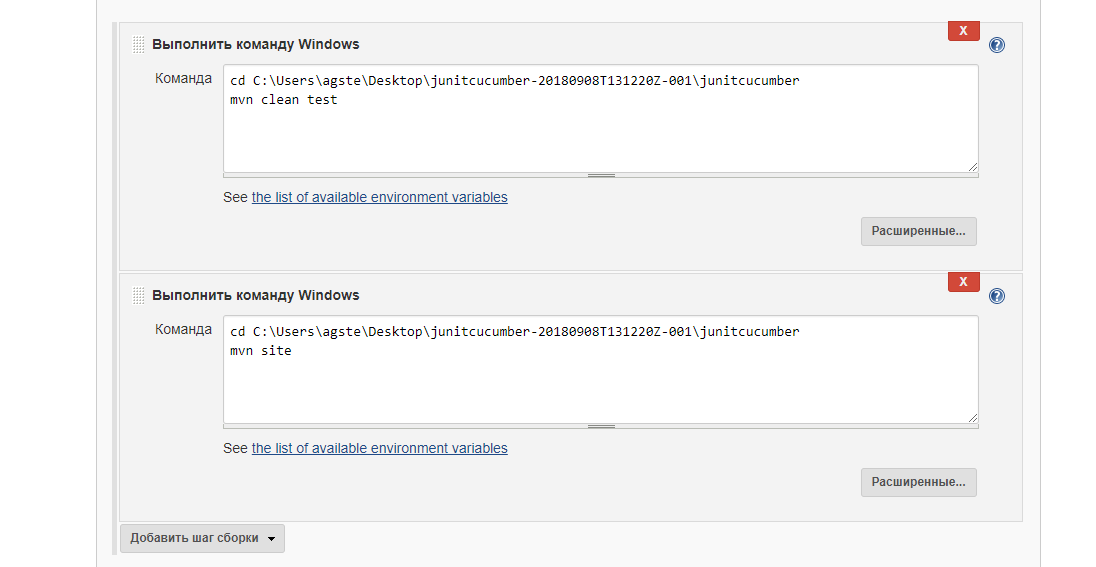 X
Выполнить команду Windows
?
Команда
cd C:\Users\agste\Desktop\junitcucumber-20180908T131220Z-001\junitcucumber
mvn clean test
See the list of available environment variables
Расширенные...
X
Выполнить команду Windows
?
Команда
cd C:\Users\agste\Desktop\junitcucumber-20180908T131220Z-001\junitcucumber
mvn site
See the list of available environment variables
Расширенные...
Добавить шаг сборки